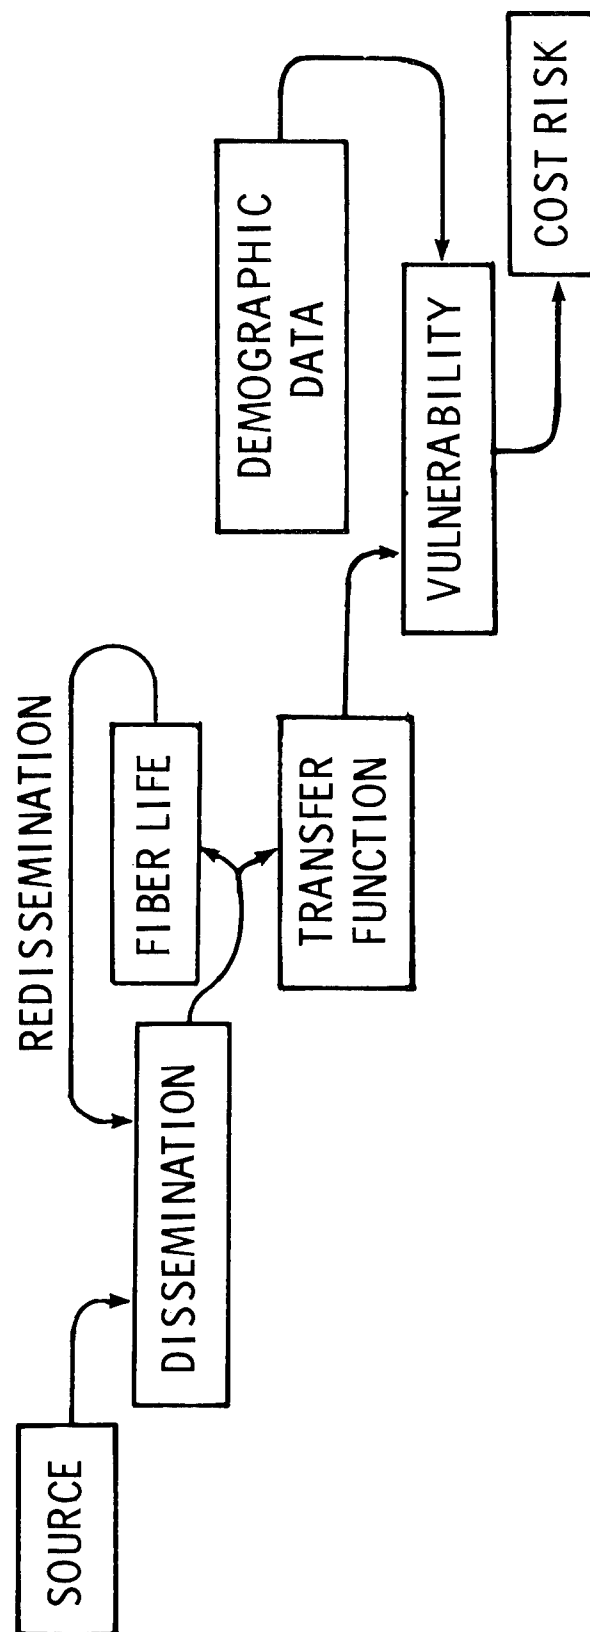 SOURCE
DISSEMINATION
REDISSEMINATION
FIBER LIFE
TRANSFER
FUNCTION
DEMOGRAPHIC
DATA
VULNERABILITY
COST RISK